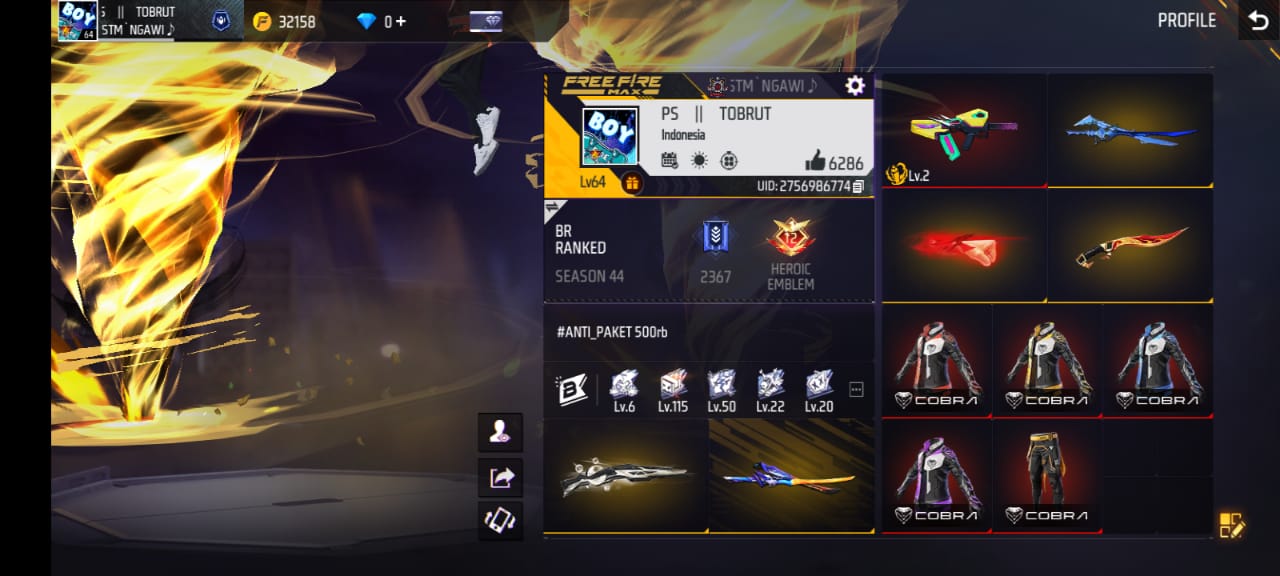 PS || TOBRUT
STM`NGAWI ♪
64
32158
0 +
PROFILE
FREE FIRE
MAX
STM`NGAWI ♪
BOY
PS || TOBRUT
Indonesia
6286
Lv64
UID: 2756986774
BR
RANKED
SEASON 44
2367
12
HEROIC
EMBLEM
#ANTI_PAKET 500rb
B
Lv.6
Lv.115
Lv.50
Lv.22
Lv.20
Lv.2
COBRA
COBRA
COBRA
COBRA
COBRA